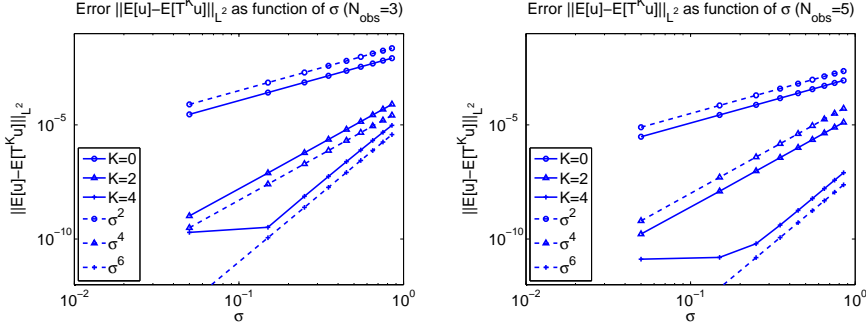 Error ||E[u]−E[T^K u]||_{L^2} as function of σ (N_obs=3)
10^{−5}
10^{−10}
||E[u]−E[T^K u]||_{L^2}
K=0
K=2
K=4
σ^2
σ^4
σ^6
10^{−2}
10^{−1}
10^0
σ
Error ||E[u]−E[T^K u]||_{L^2} as function of σ (N_obs=5)
10^{−5}
10^{−10}
||E[u]−E[T^K u]||_{L^2}
K=0
K=2
K=4
σ^2
σ^4
σ^6
10^{−2}
10^{−1}
10^0
σ